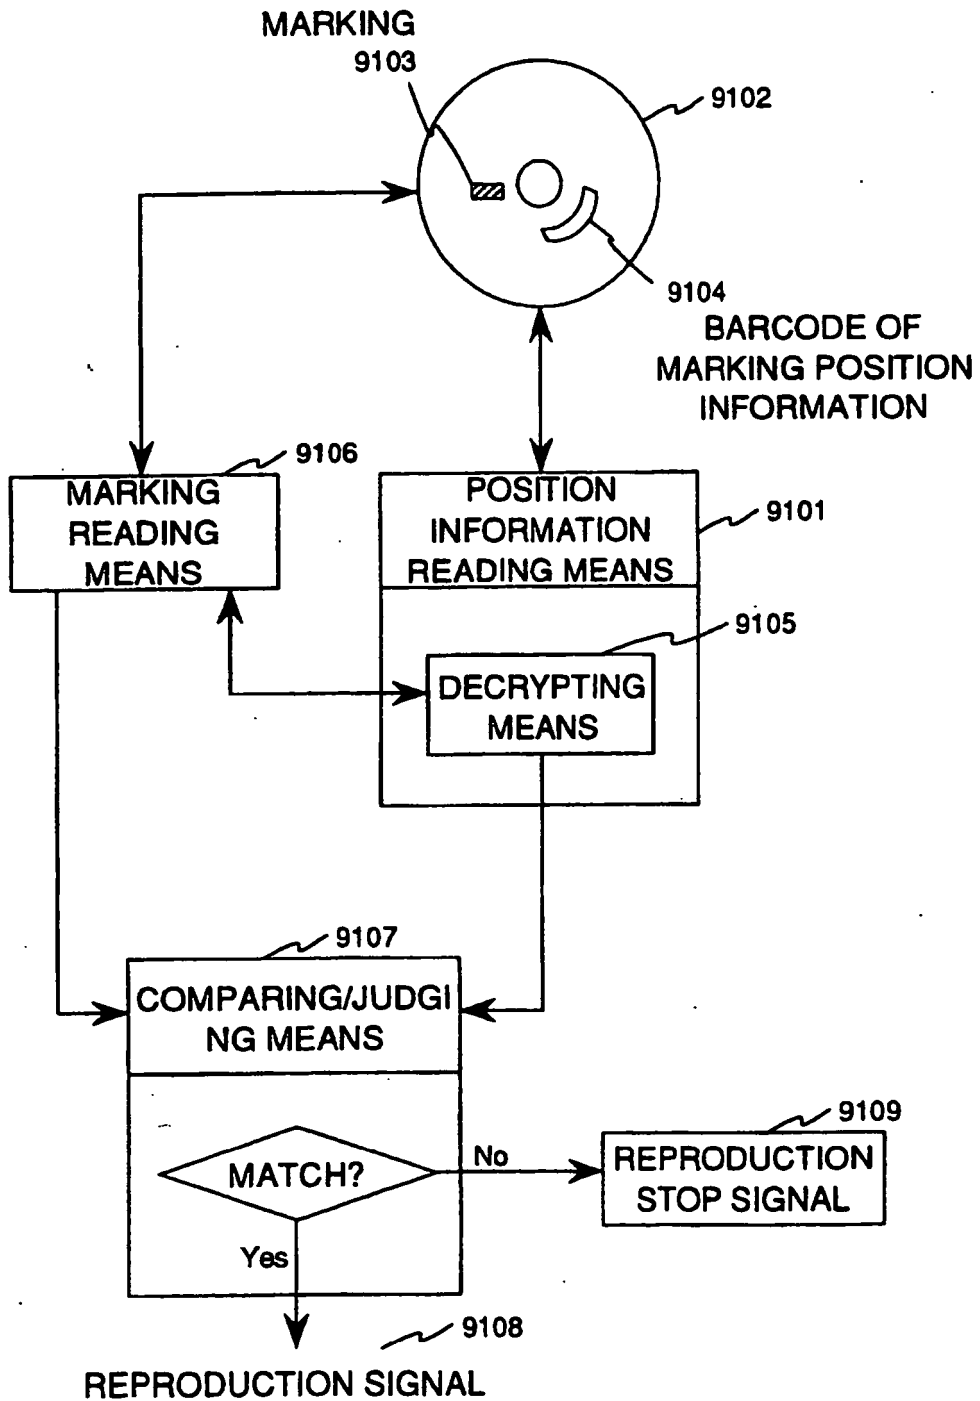 MARKING
9103
9102
9104
BARCODE OF
MARKING POSITION
INFORMATION
9106
MARKING
READING
MEANS
POSITION
INFORMATION
READING MEANS
9101
9105
DECRYPTING
MEANS
9107
COMPARING/JUDGI
NG MEANS
MATCH?
No
9109
REPRODUCTION
STOP SIGNAL
Yes
9108
REPRODUCTION SIGNAL